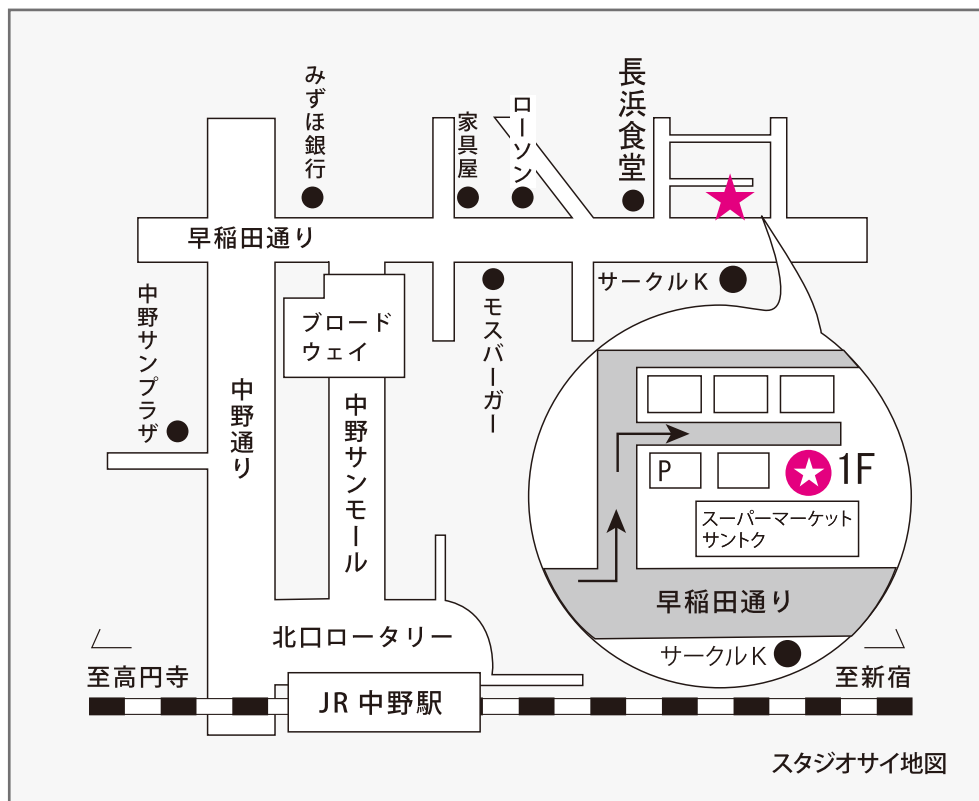 みずほ銀行
家具屋
ローソン
長浜食堂
早稲田通り
サークルK
中野サンプラザ
ブロード
ウェイ
モスバーガー
中野通り
中野サンモール
P
1F
スーパーマーケット
サントク
早稲田通り
サークルK
北口ロータリー
至高円寺
至新宿
JR 中野駅
スタジオサイ地図